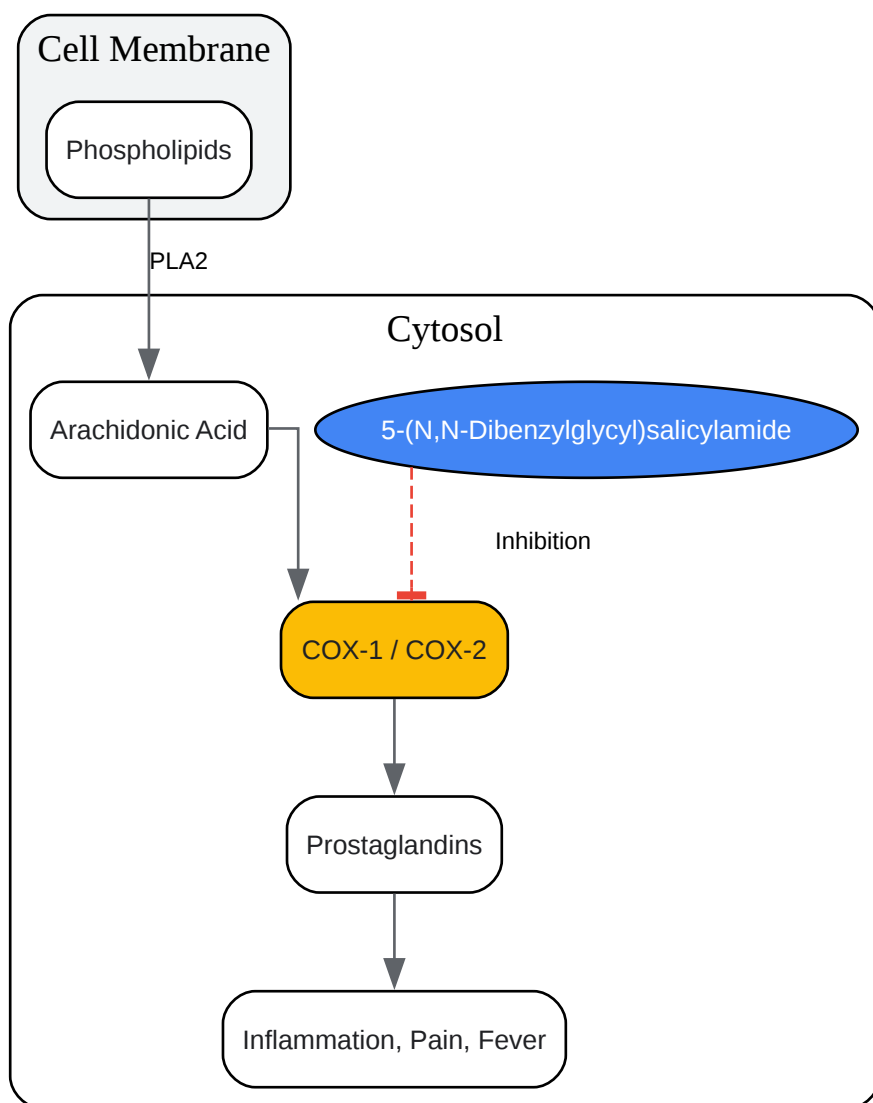 Cell Membrane
Phospholipids
PLA2
Cytosol
Arachidonic Acid
5-(N,N-Dibenzylglycyl)salicylamide
Inhibition
COX-1 / COX-2
Prostaglandins
Inflammation, Pain, Fever